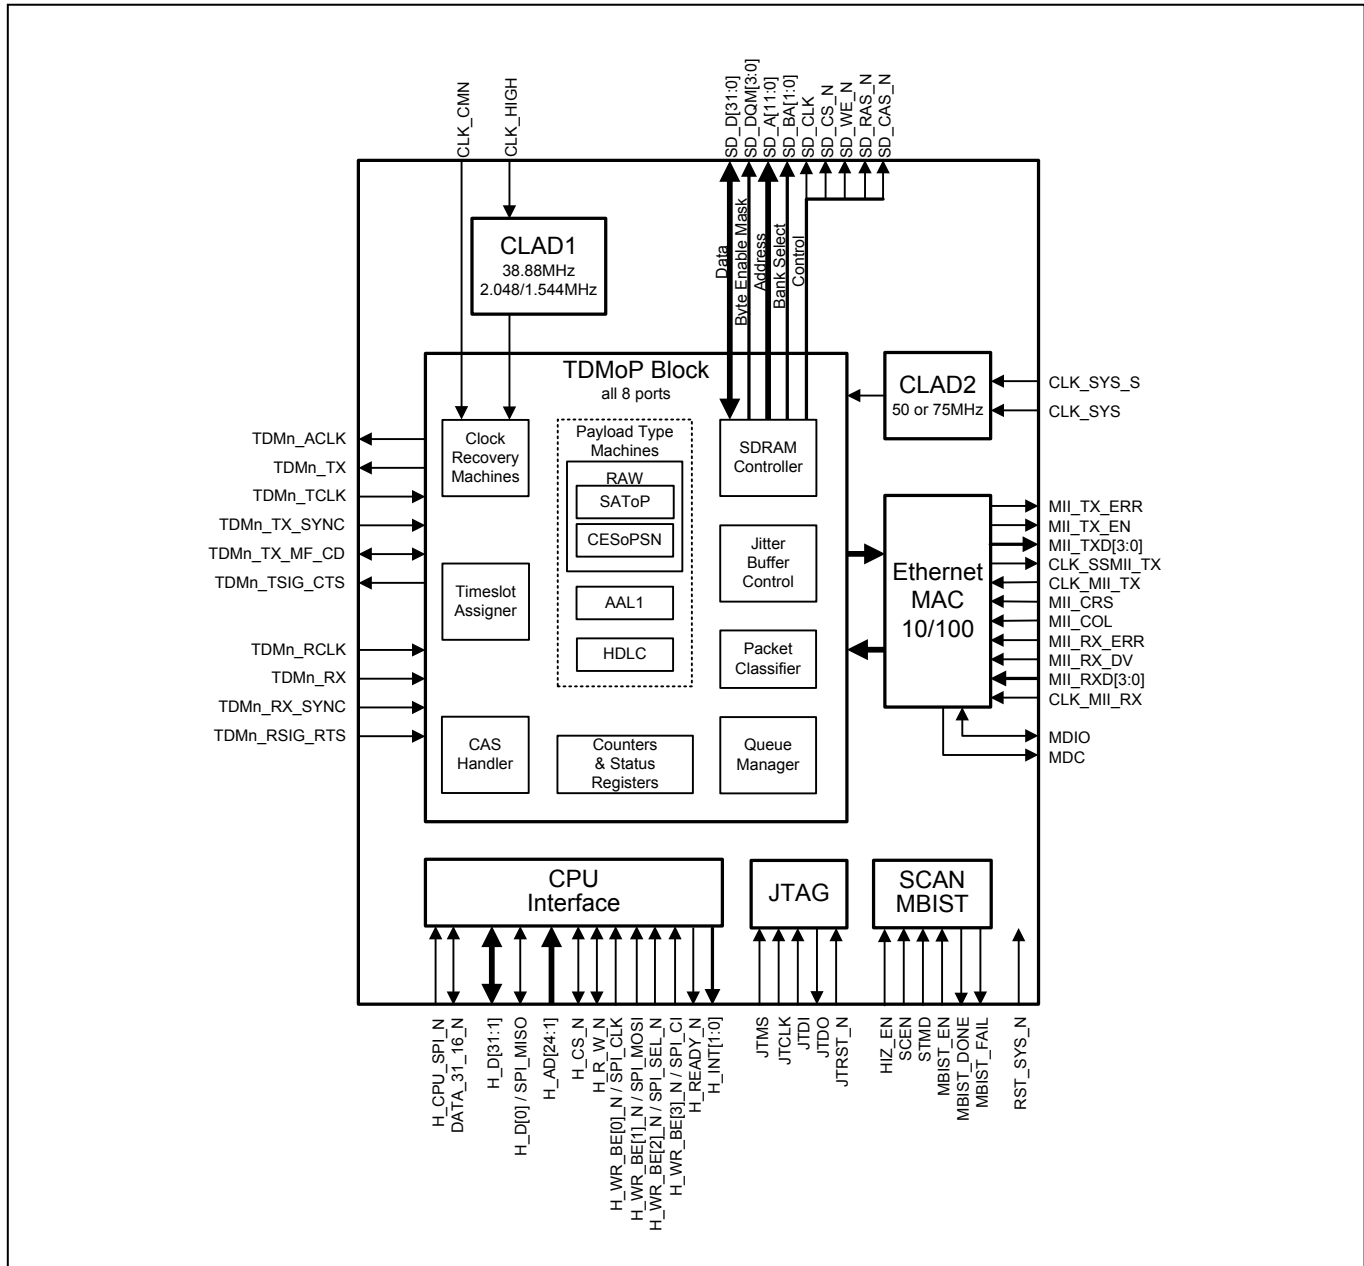 CLK_CMN
CLK_HIGH
SD_D[31:0]
SD_DQM[3:0]
SD_A[11:0]
SD_BA[1:0]
SD_CLK
SD_CS_N
SD_WE_N
SD_RAS_N
SD_CAS_N
CLAD1
38.88MHz
2.048/1.544MHz
Data
Byte Enable Mask
Address
Bank Select
Control
TDMoP Block
all 8 ports
CLAD2
50 or 75MHz
CLK_SYS_S
CLK_SYS
TDMn_ACLK
TDMn_TX
TDMn_TCLK
TDMn_TX_SYNC
TDMn_TX_MF_CD
TDMn_TSIG_CTS
TDMn_RCLK
TDMn_RX
TDMn_RX_SYNC
TDMn_RSIG_RTS
Clock
Recovery
Machines
Timeslot
Assigner
CAS
Handler
Payload Type
Machines
RAW
SAToP
CESoPSN
AAL1
HDLC
Counters
& Status
Registers
SDRAM
Controller
Jitter
Buffer
Control
Packet
Classifier
Queue
Manager
Ethernet
MAC
10/100
MII_TX_ERR
MII_TX_EN
MII_TXD[3:0]
CLK_SSMII_TX
CLK_MII_TX
MII_CRS
MII_COL
MII_RX_ERR
MII_RX_DV
MII_RXD[3:0]
CLK_MII_RX
MDIO
MDC
CPU
Interface
JTAG
SCAN
MBIST
H_CPU_SPI_N
DATA_31_16_N
H_D[31:1]
H_D[0] / SPI_MISO
H_AD[24:1]
H_CS_N
H_R_W_N
H_WR_BE[0]_N / SPI_CLK
H_WR_BE[1]_N / SPI_MOSI
H_WR_BE[2]_N / SPI_SEL_N
H_WR_BE[3]_N / SPI_CI
H_READY_N
H_INT[1:0]
JTMS
JTCLK
JTDI
JTDO
JTRST_N
HIZ_EN
SCEN
STMD
MBIST_EN
MBIST_DONE
MBIST_FAIL
RST_SYS_N